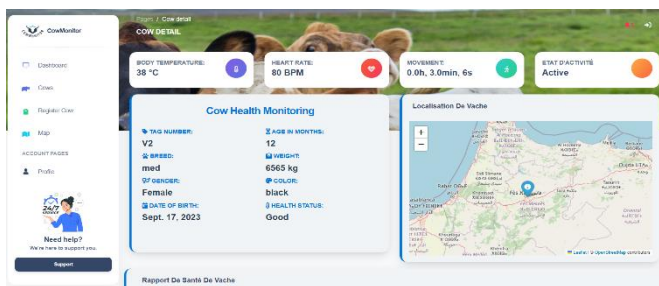 CowMonitor
Pages / Cow detail
COW DETAIL
Dashboard
Cows
Register Cow
Map
ACCOUNT PAGES
Profile
24/7
Need help?
We're here to support you.
Support
BODY TEMPERATURE:
38 °C
HEART RATE:
80 BPM
MOVEMENT:
0.0h, 3.0min, 6s
ETAT D'ACTIVITÉ
Active
Cow Health Monitoring
TAG NUMBER:
V2
AGE IN MONTHS:
12
BREED:
med
WEIGHT:
6565 kg
GENDER:
Female
COLOR:
black
DATE OF BIRTH:
Sept. 17, 2023
HEALTH STATUS:
Good
Localisation De Vache
+
−
Rabat
Fès
Leaflet | © OpenStreetMap contributors
Rapport De Santé De Vache